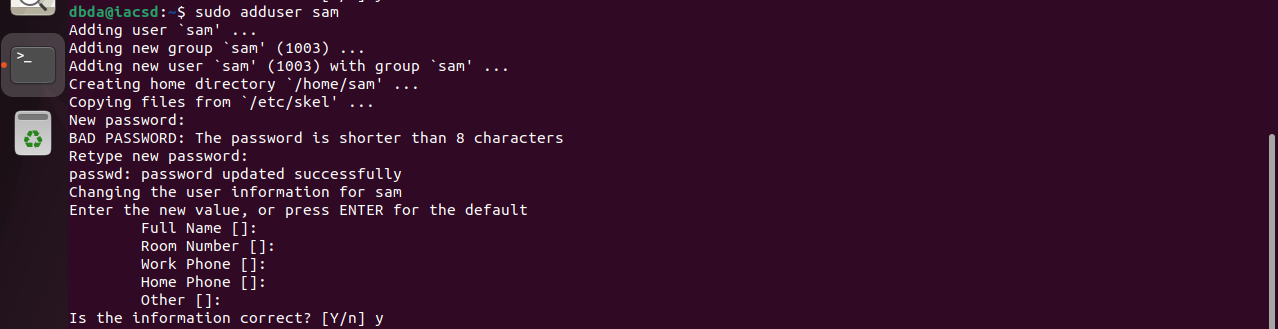 dbda@iacsd:~$ sudo adduser sam
Adding user `sam' ...
Adding new group `sam' (1003) ...
Adding new user `sam' (1003) with group `sam' ...
Creating home directory `/home/sam' ...
Copying files from `/etc/skel' ...
New password:
BAD PASSWORD: The password is shorter than 8 characters
Retype new password:
passwd: password updated successfully
Changing the user information for sam
Enter the new value, or press ENTER for the default
        Full Name []:
        Room Number []:
        Work Phone []:
        Home Phone []:
        Other []:
Is the information correct? [Y/n] y